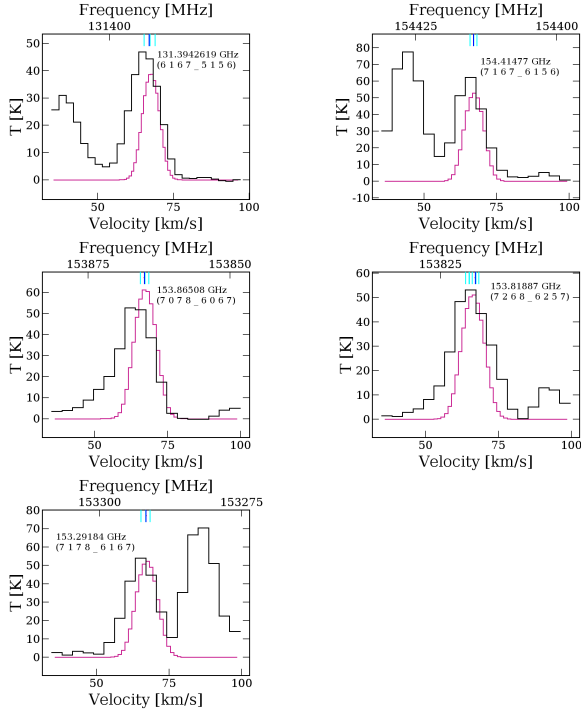 Frequency [MHz]
131400
T [K]
50
40
30
20
10
0
131.3942619 GHz
(6 1 6 7 _ 5 1 5 6)
50
75
100
Velocity [km/s]
Frequency [MHz]
154425
154400
T [K]
80
70
60
50
40
30
20
10
0
-10
154.41477 GHz
(7 1 6 7 _ 6 1 5 6)
50
75
100
Velocity [km/s]
Frequency [MHz]
153875
153850
T [K]
60
50
40
30
20
10
0
153.86508 GHz
(7 0 7 8 _ 6 0 6 7)
50
75
100
Velocity [km/s]
Frequency [MHz]
153825
T [K]
60
50
40
30
20
10
0
153.81887 GHz
(7 2 6 8 _ 6 2 5 7)
50
75
100
Velocity [km/s]
Frequency [MHz]
153300
153275
T [K]
80
70
60
50
40
30
20
10
0
153.29184 GHz
(7 1 7 8 _ 6 1 6 7)
50
75
100
Velocity [km/s]